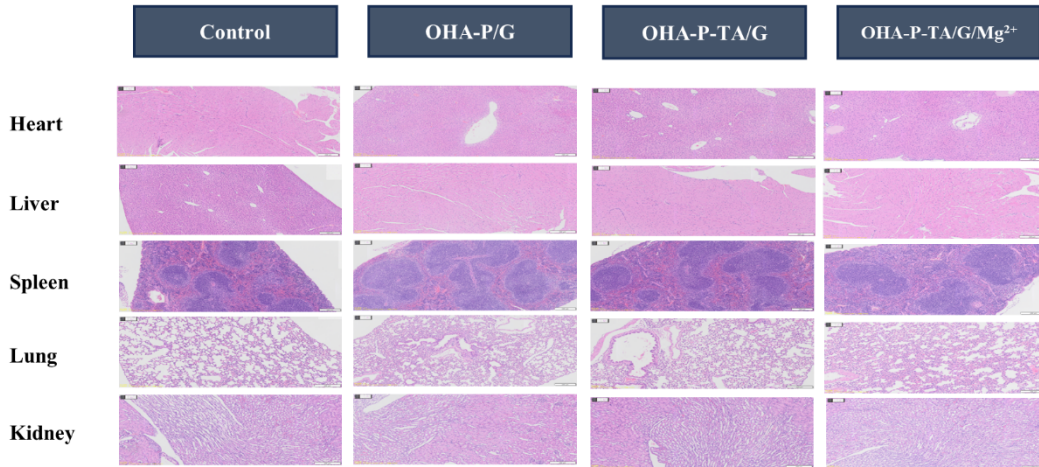 Control OHA-P/G OHA-P-TA/G OHA-P-TA/G/Mg²⁺
Heart
Liver
Spleen
Lung
Kidney